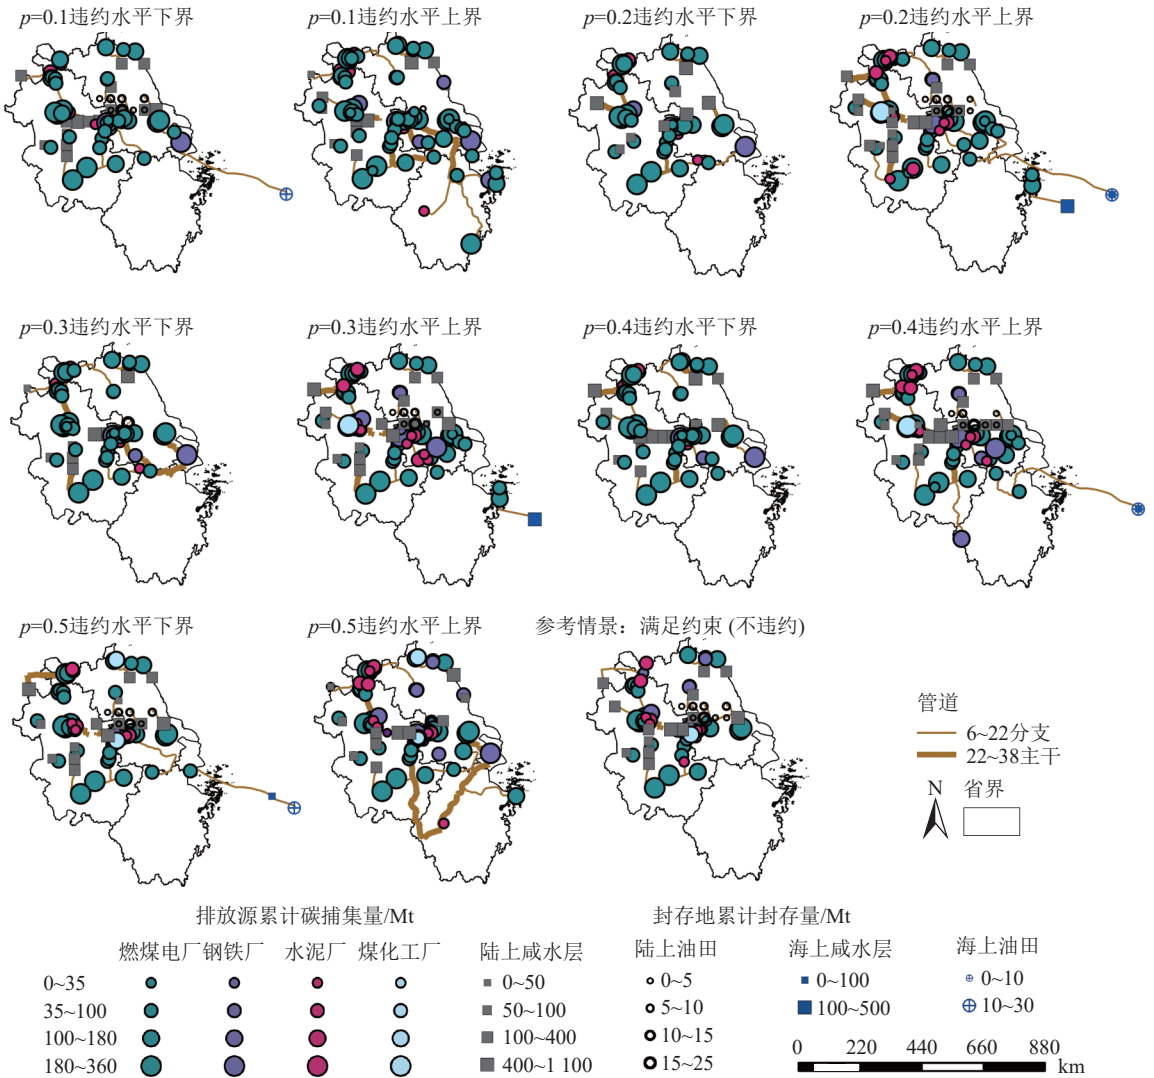 p=0.1违约水平下界
p=0.1违约水平上界
p=0.2违约水平下界
p=0.2违约水平上界
p=0.3违约水平下界
p=0.3违约水平上界
p=0.4违约水平下界
p=0.4违约水平上界
p=0.5违约水平下界
p=0.5违约水平上界
参考情景：满足约束 (不违约)
管道
6~22分支
22~38主干
N
省界
排放源累计碳捕集量/Mt
燃煤电厂 钢铁厂 水泥厂 煤化工厂
0~35
35~100
100~180
180~360
封存地累计封存量/Mt
陆上咸水层
0~50
50~100
100~400
400~1 100
陆上油田
0~5
5~10
10~15
15~25
海上咸水层
0~100
100~500
海上油田
0~10
10~30
0 220 440 660 880
km